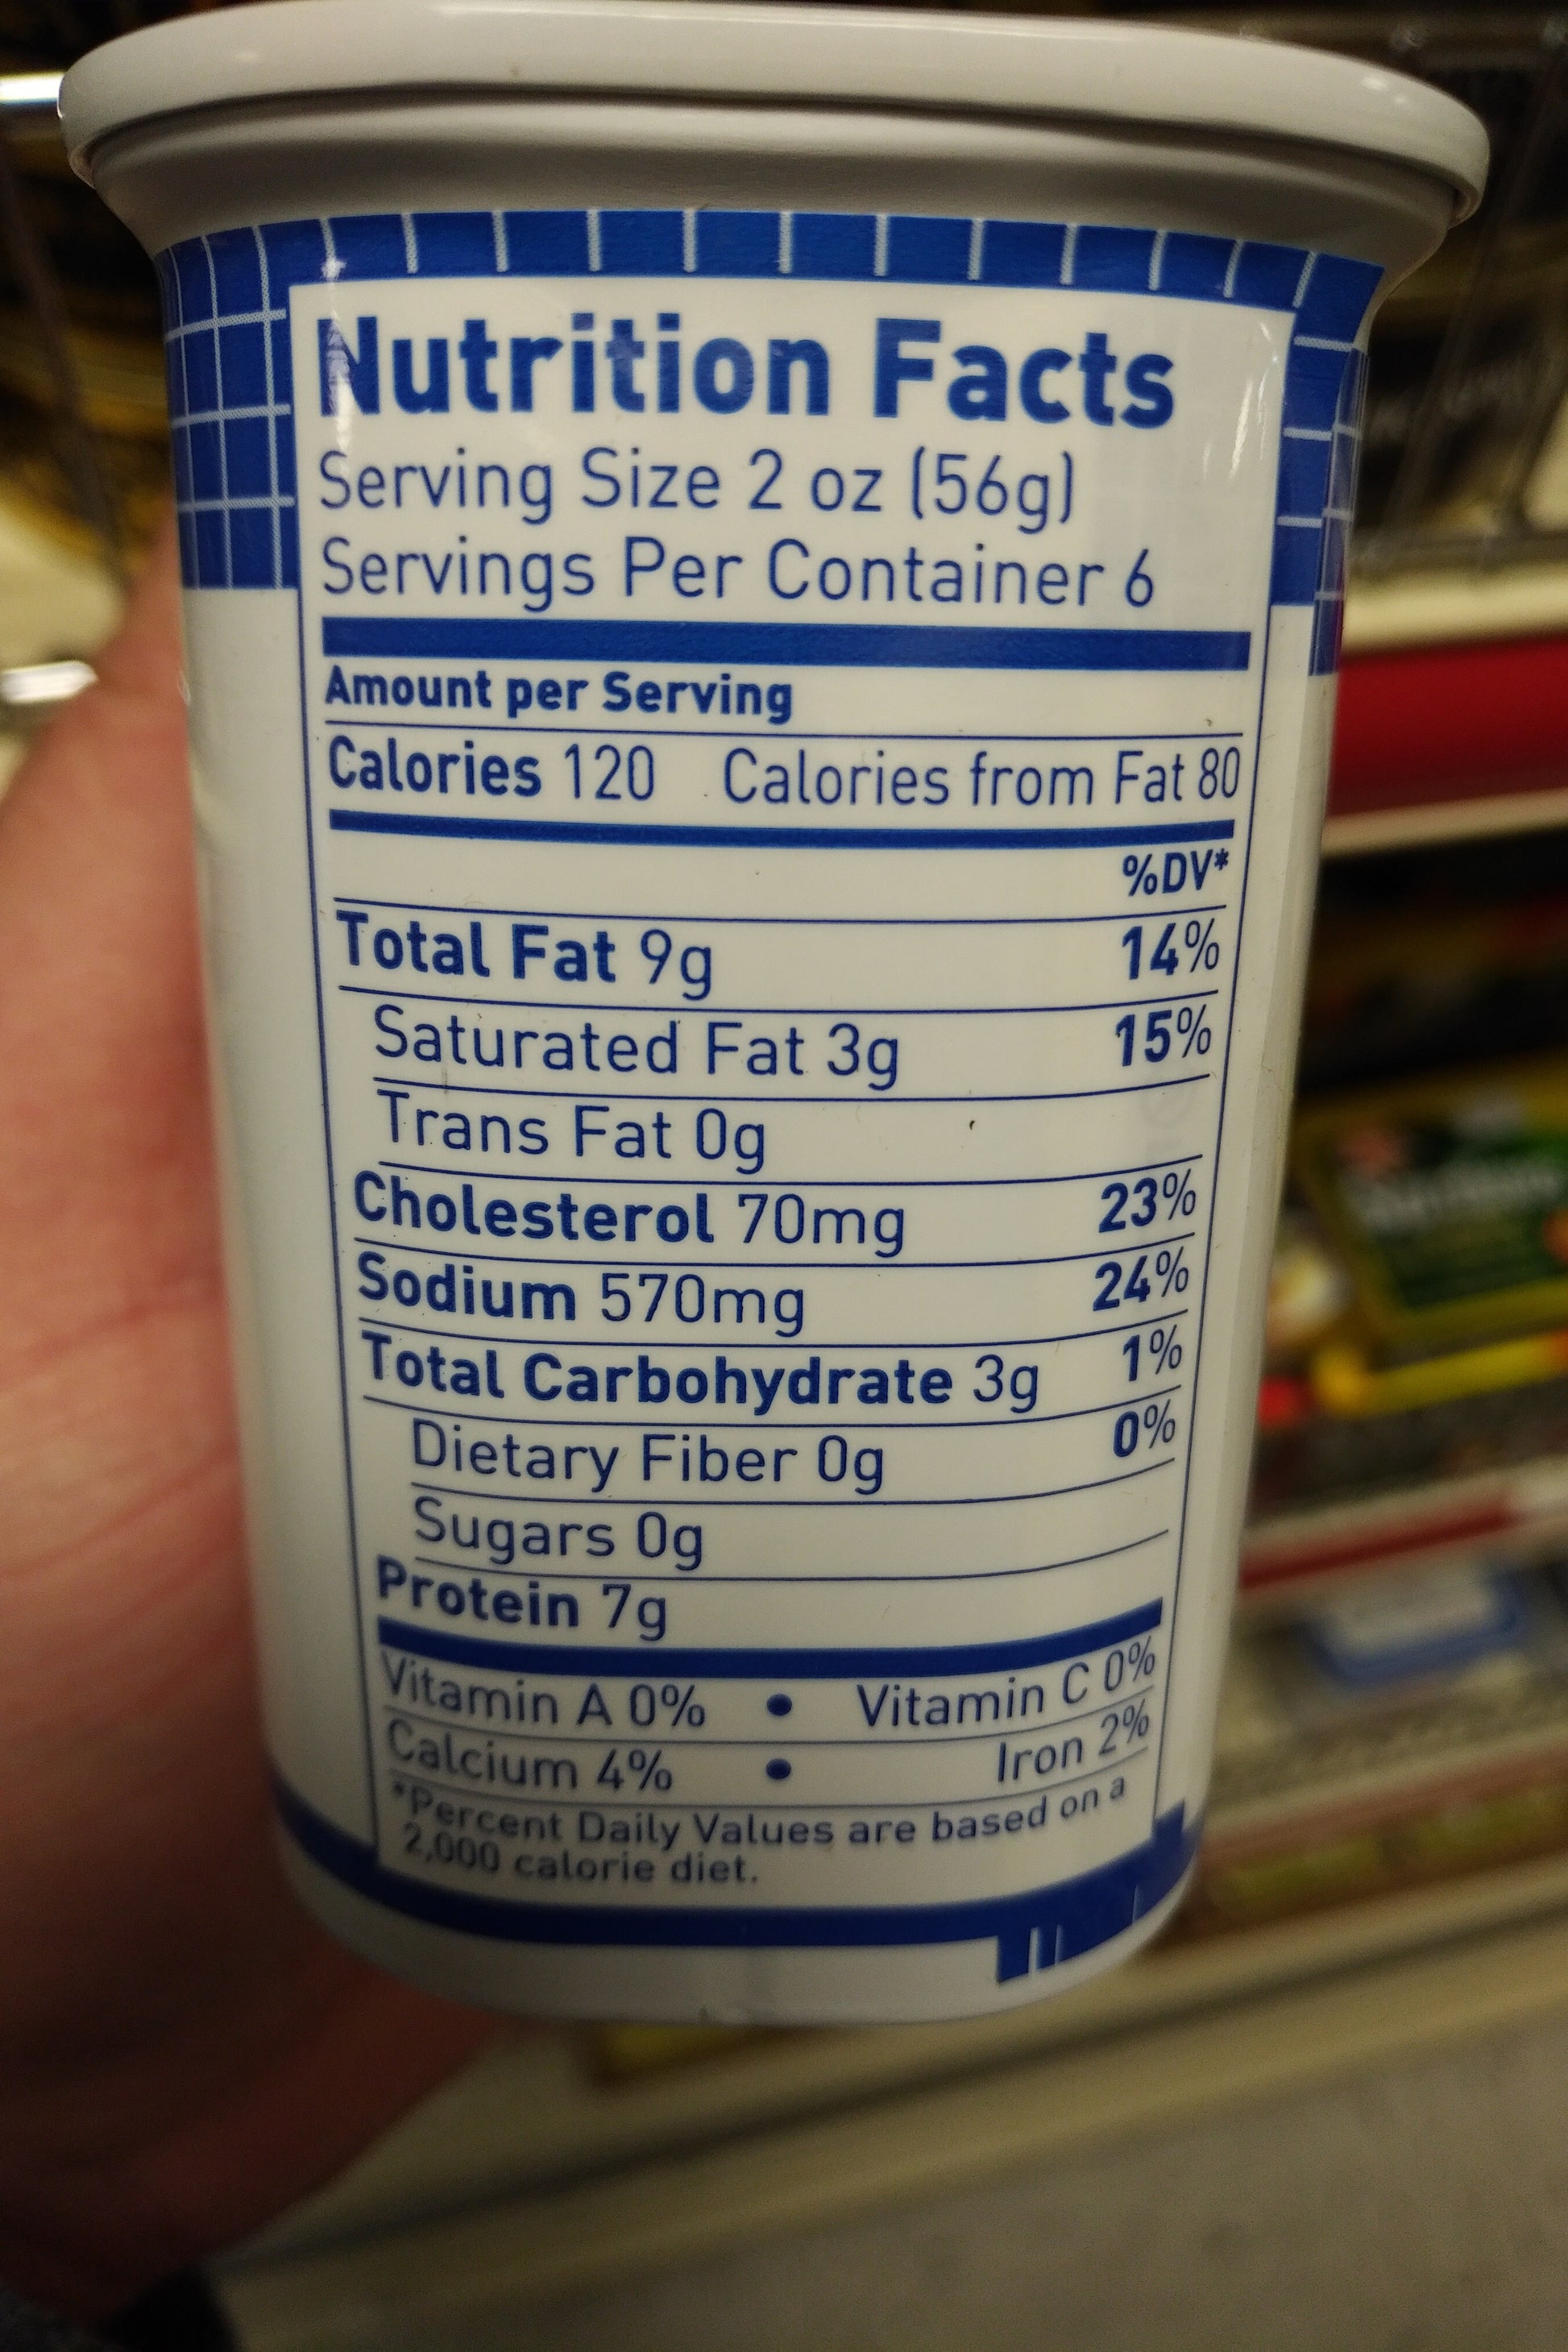 Nutrition Facts
Serving Size 2 oz (56g)
Servings Per Container 6
Amount per Serving
Calories 120 Calories from Fat 80
%DV*
Total Fat 9g 14%
Saturated Fat 3g 15%
Trans Fat 0g
Cholesterol 70mg 23%
Sodium 570mg 24%
Total Carbohydrate 3g 1%
Dietary Fiber 0g 0%
Sugars 0g
Protein 7g
Vitamin A 0% • Vitamin C 0%
Calcium 4% • Iron 2%
*Percent Daily Values are based on a
2,000 calorie diet.